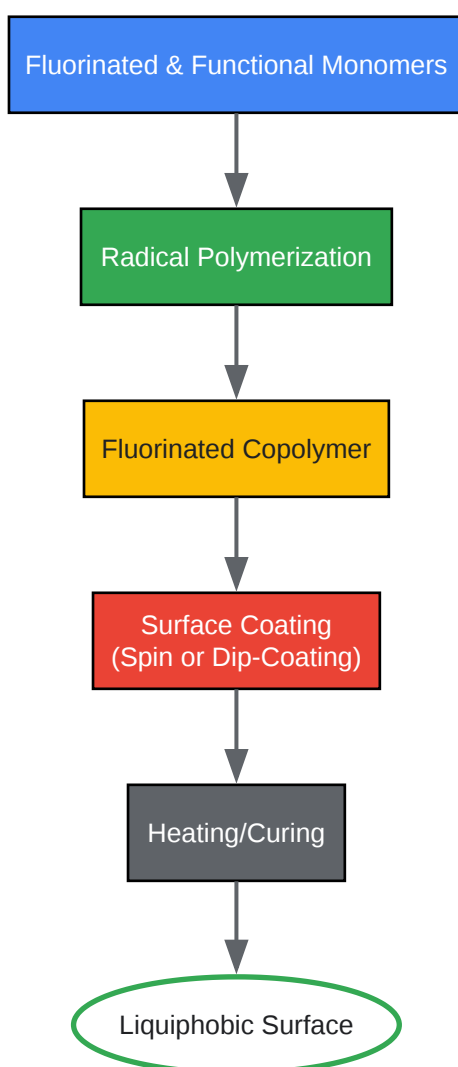 Fluorinated & Functional Monomers
Radical Polymerization
Fluorinated Copolymer
Surface Coating
(Spin or Dip-Coating)
Heating/Curing
Liquiphobic Surface